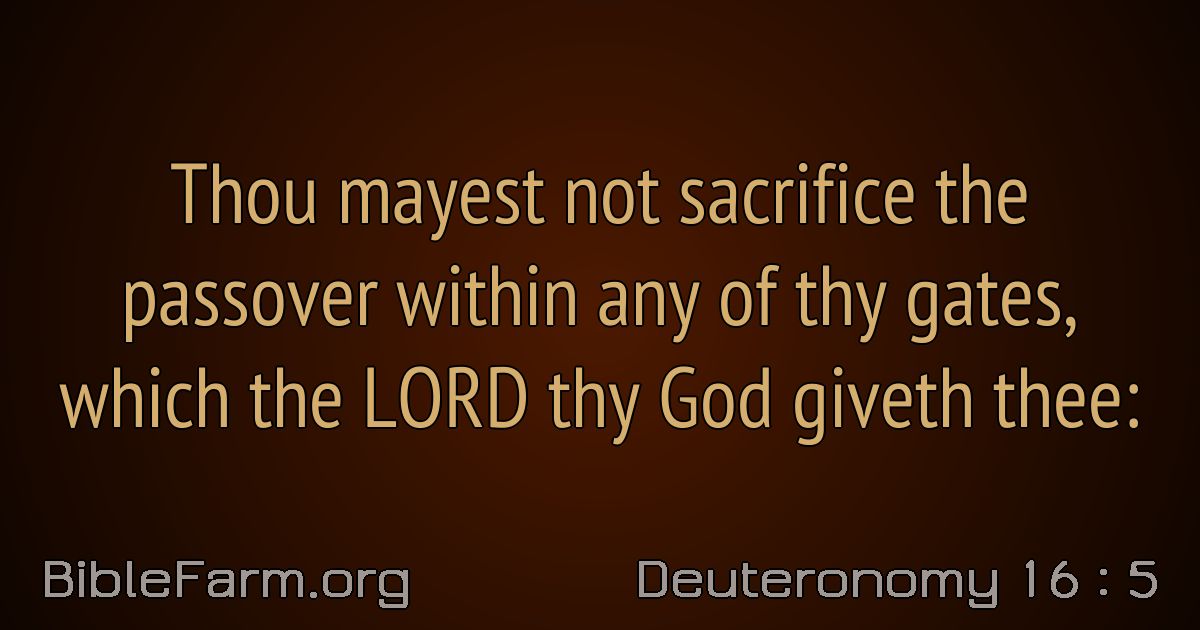 Thou mayest not sacrifice the
passover within any of thy gates,
which the LORD thy God giveth thee:
BibleFarm.org
Deuteronomy 16 : 5